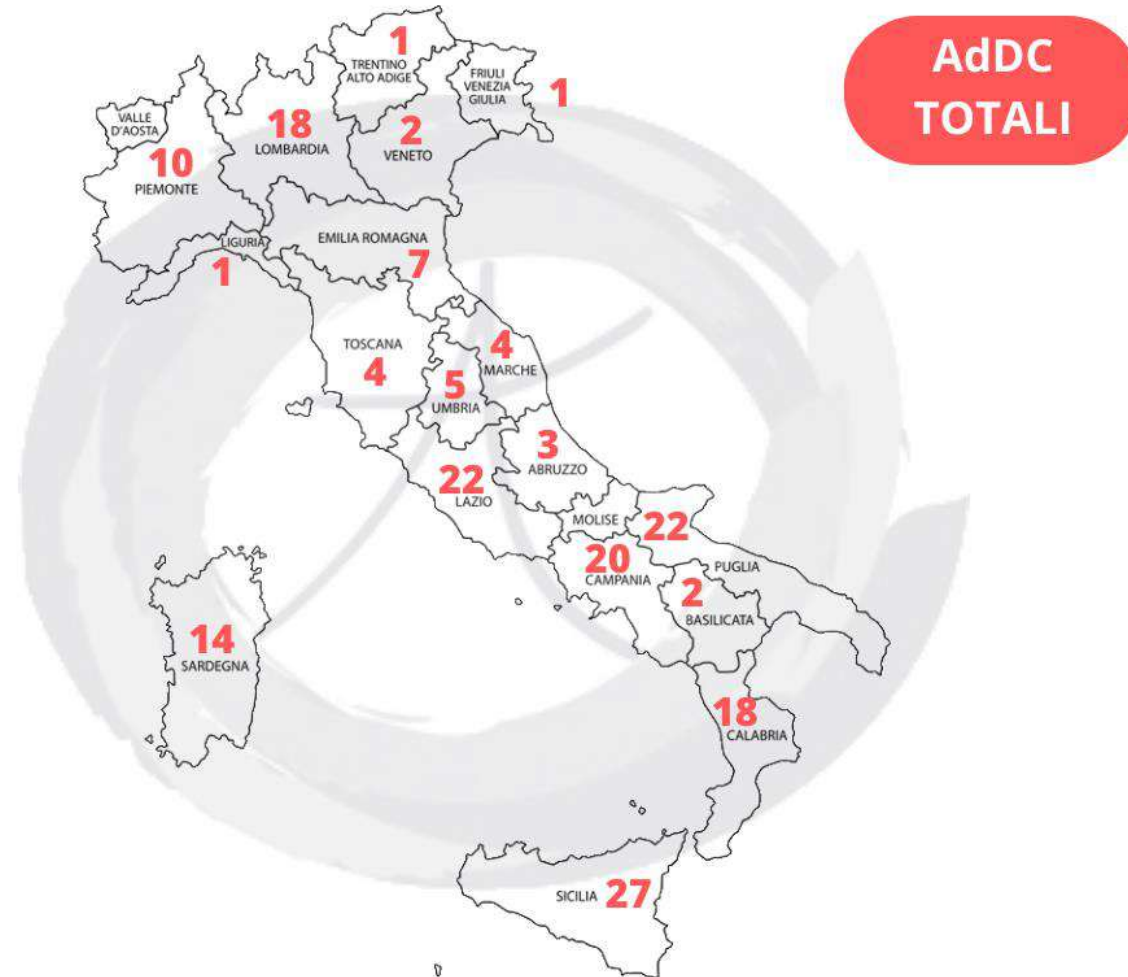 AdDC
TOTALI
1
TRENTINO
ALTO ADIGE
FRIULI
VENEZIA
GIULIA
1
VALLE
D'AOSTA
18
LOMBARDIA
2
VENETO
10
PIEMONTE
LIGURIA
1
EMILIA ROMAGNA
7
TOSCANA
4
4
MARCHE
5
UMBRIA
3
ABRUZZO
22
LAZIO
MOLISE
22
PUGLIA
20
CAMPANIA
2
BASILICATA
14
SARDEGNA
18
CALABRIA
SICILIA 27